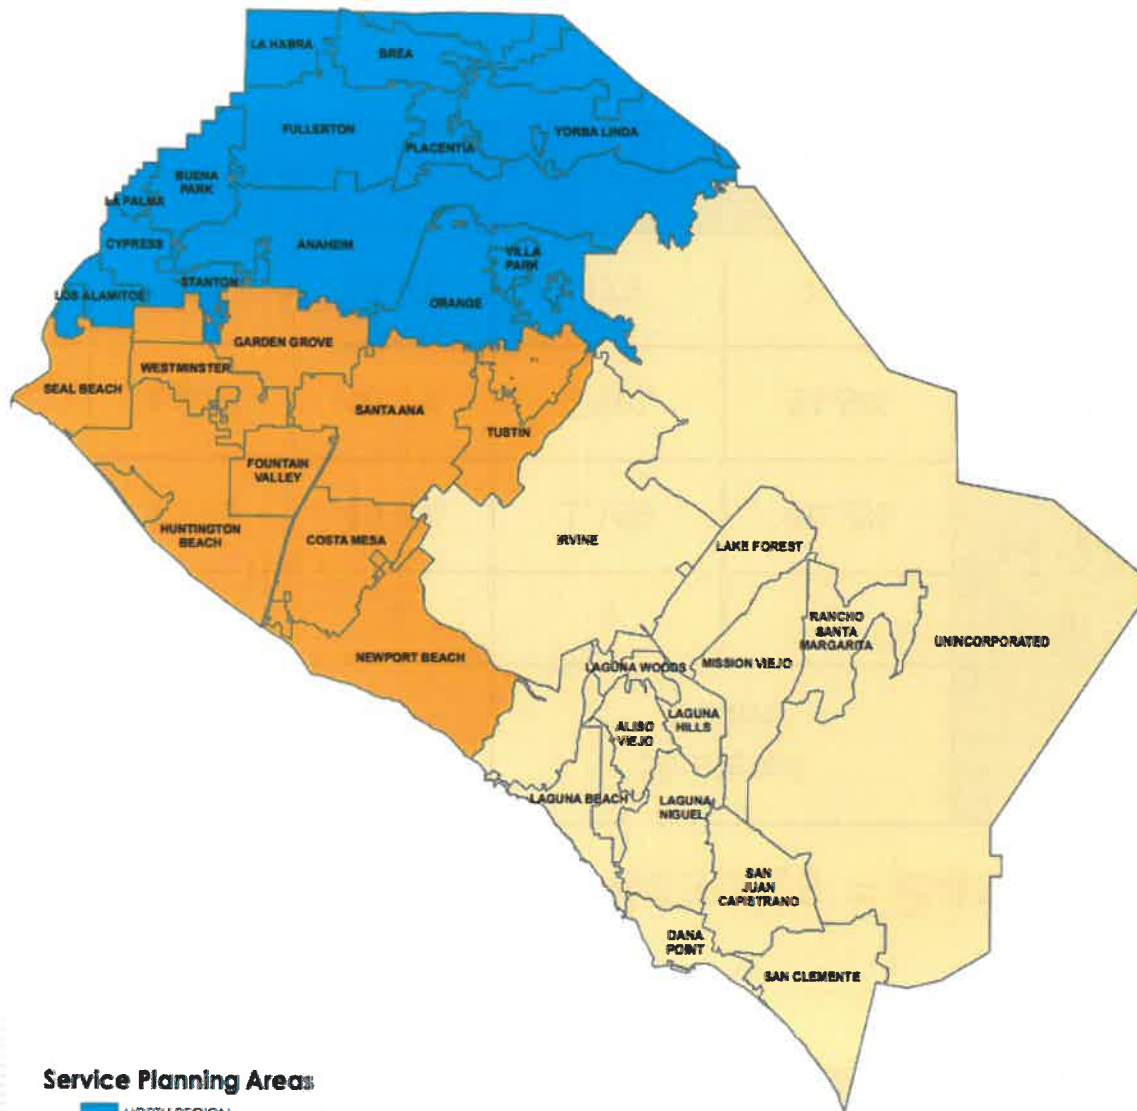 LA HABRA
BREA
FULLERTON
PLACENTIA
YORBA LINDA
BUENA
PARK
LA PALMA
CYPRESS
ANAHEIM
VILLA
PARK
STANTON
LOS ALAMITOS
ORANGE
GARDEN GROVE
WESTMINSTER
SEAL BEACH
SANTA ANA
TUSTIN
FOUNTAIN
VALLEY
HUNTINGTON
BEACH
COSTA MESA
IRVINE
LAKE FOREST
RANCHO
SANTA
MARGARITA
UNINCORPORATED
NEWPORT BEACH
LAGUNA WOODS
MISSION VIEJO
LAGUNA
HILLS
ALISO
VIEJO
LAGUNA BEACH
LAGUNA
NIGUEL
SAN
JUAN
CAPISTRANO
DANA
POINT
SAN CLEMENTE
Service Planning Areas
NORTH REGION